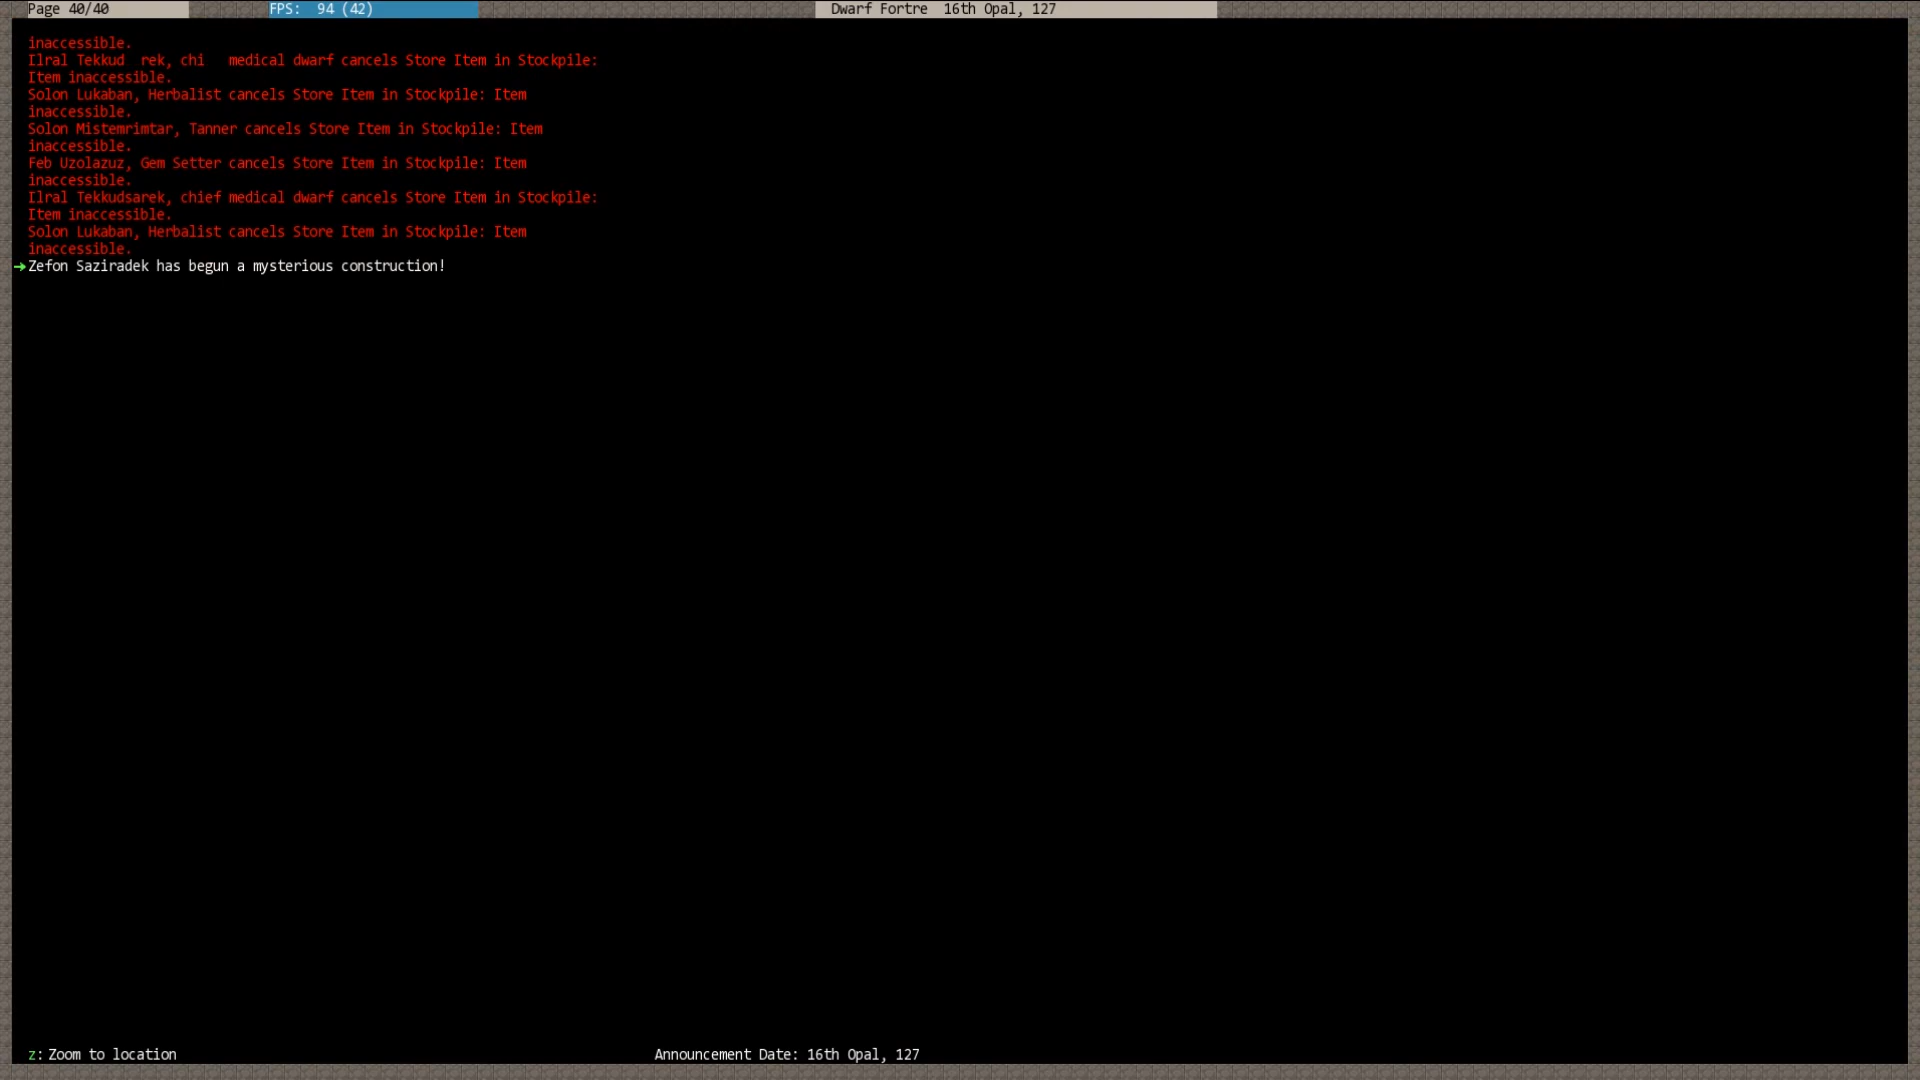 Page 40/40 FPS: 94 (42) Dwarf Fortre 16th Opal, 127
inaccessible.
Ilral Tekkud rek, chi medical dwarf cancels Store Item in Stockpile:
Item inaccessible.
Solon Lukaban, Herbalist cancels Store Item in Stockpile: Item
inaccessible.
Solon Mistemrimtar, Tanner cancels Store Item in Stockpile: Item
inaccessible.
Feb Uzolazuz, Gem Setter cancels Store Item in Stockpile: Item
inaccessible.
Ilral Tekkudsarek, chief medical dwarf cancels Store Item in Stockpile:
Item inaccessible.
Solon Lukaban, Herbalist cancels Store Item in Stockpile: Item
inaccessible.
Zefon Saziradek has begun a mysterious construction!
z: Zoom to location Announcement Date: 16th Opal, 127